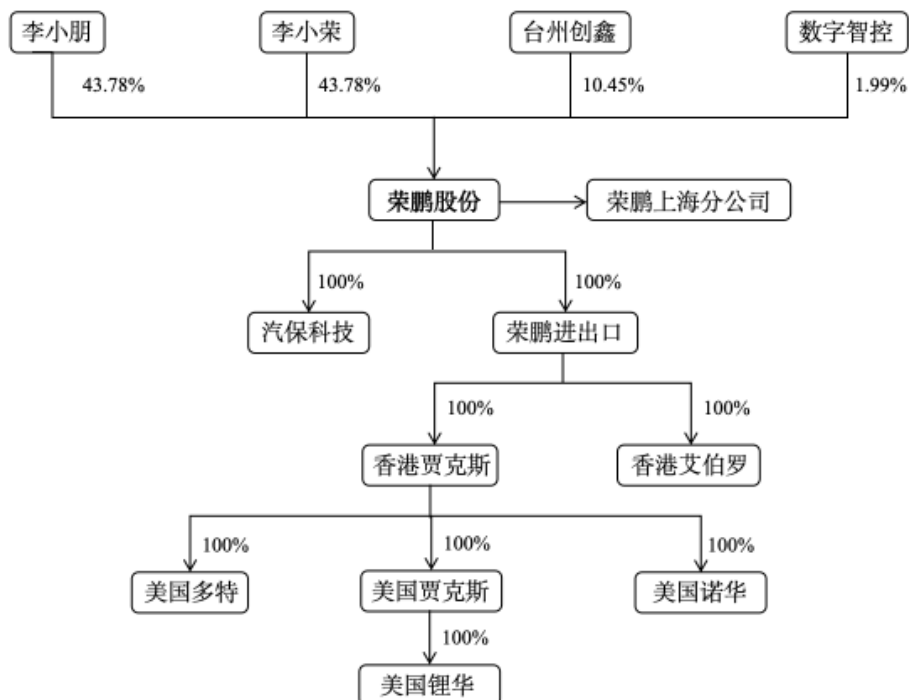 李小朋
李小荣
台州创鑫
数字智控
43.78%
43.78%
10.45%
1.99%
荣鹏股份
荣鹏上海分公司
100%
100%
汽保科技
荣鹏进出口
100%
100%
香港贾克斯
香港艾伯罗
100%
100%
100%
美国多特
美国贾克斯
美国诺华
100%
美国锂华